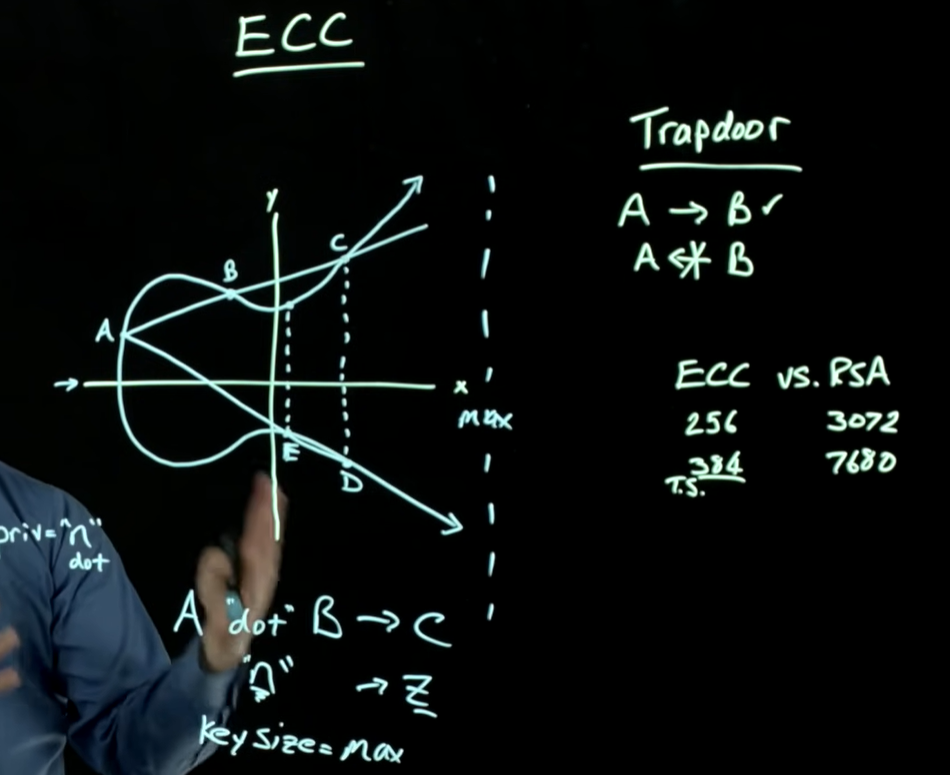 ECC
Trapdoor
A → B ✓
A <* B
y
C
B
A
→ x
max
E
D
ECC vs. RSA
256 3072
384 7680
T.S.
priv= "n"
dot
A "dot" B → C
"n" → Z
Key Size = max